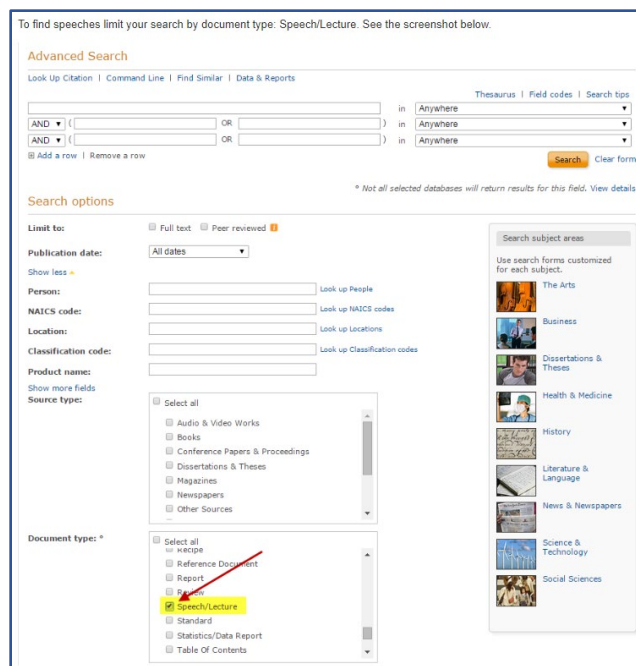 To find speeches limit your search by document type: Speech/Lecture. See the screenshot below.
Advanced Search
Look Up Citation | Command Line | Find Similar | Data & Reports
Thesaurus | Field codes | Search tips
in Anywhere
AND ( OR ) in Anywhere
AND ( OR ) in Anywhere
Add a row | Remove a row
Search Clear form
* Not all selected databases will return results for this field. View details
Search options
Limit to: Full text Peer reviewed
Publication date: All dates
Show less
Person: Look up People
NAICS code: Look up NAICS codes
Location: Look up Locations
Classification code: Look up Classification codes
Product name:
Show more fields
Source type: Select all
Audio & Video Works
Books
Conference Papers & Proceedings
Dissertations & Theses
Magazines
Newspapers
Other Sources
Document type: * Select all
Recipe
Reference Document
Report
Review
Speech/Lecture
Standard
Statistics/Data Report
Table Of Contents
Search subject areas
Use search forms customized
for each subject.
The Arts
Business
Dissertations &
Theses
Health & Medicine
History
Literature &
Language
News & Newspapers
Science &
Technology
Social Sciences